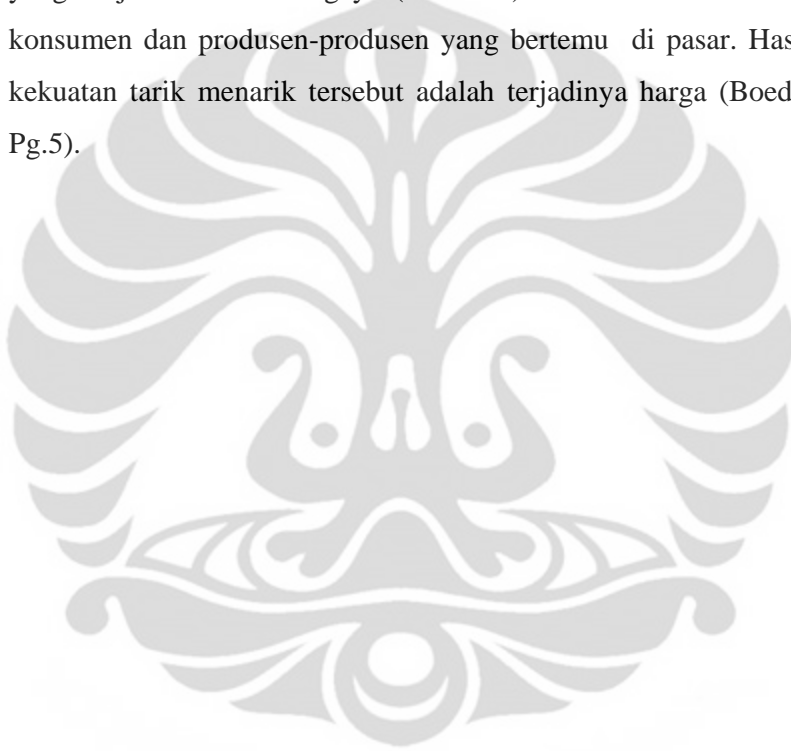 konsumen dan produsen-produsen yang bertemu di pasar. Has
kekuatan tarik menarik tersebut adalah terjadinya harga (Boed
Pg.5).